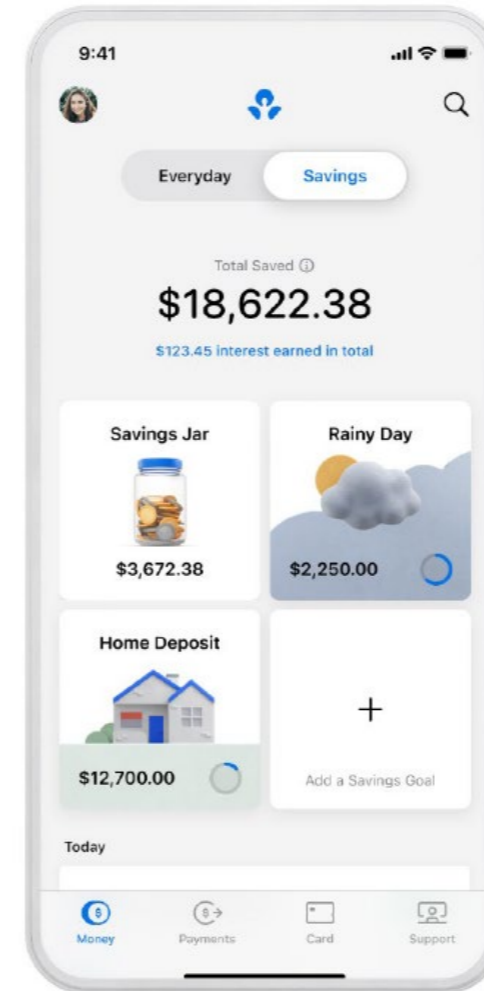 9:41
Everyday Savings
Total Saved
$18,622.38
$123.45 interest earned in total
Savings Jar
$3,672.38
Rainy Day
$2,250.00
Home Deposit
$12,700.00
+
Add a Savings Goal
Today
Money Payments Card Support